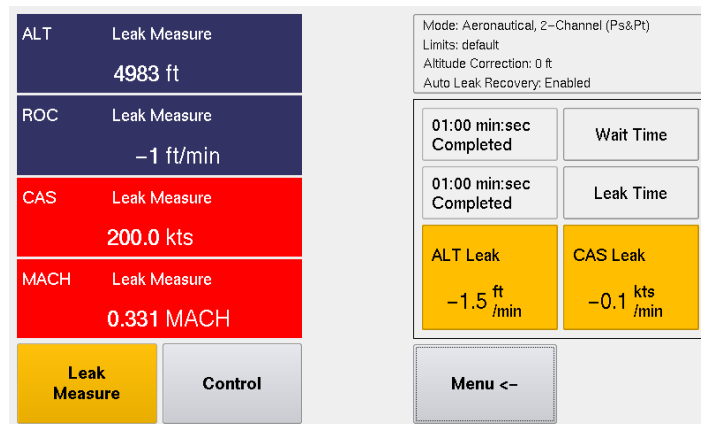 ALT Leak Measure
4983 ft
ROC Leak Measure
−1 ft/min
CAS Leak Measure
200.0 kts
MACH Leak Measure
0.331 MACH
Leak
Measure
Control
Mode: Aeronautical, 2−Channel (Ps&Pt)
Limits: default
Altitude Correction: 0 ft
Auto Leak Recovery: Enabled
01:00 min:sec
Completed
Wait Time
01:00 min:sec
Completed
Leak Time
ALT Leak
−1.5 ft
/min
CAS Leak
−0.1 kts
/min
Menu <−